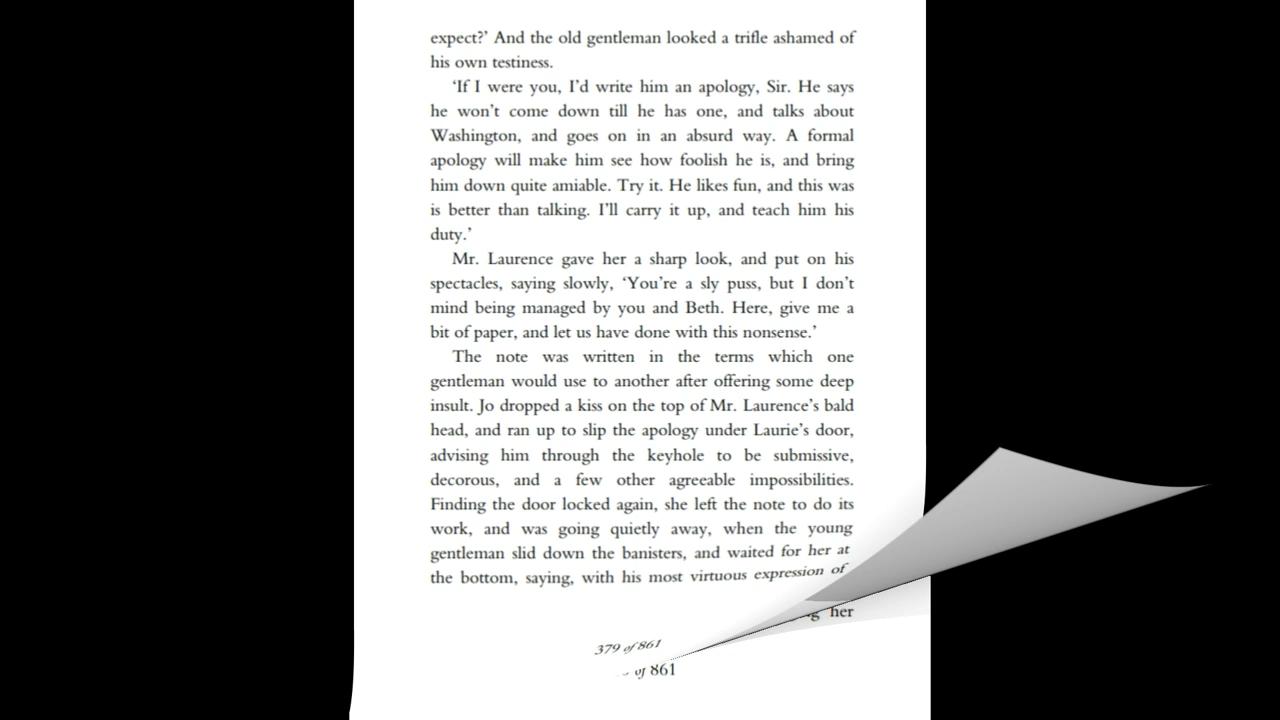 expect?’ And the old gentleman looked a trifle ashamed of
his own testiness.
‘If I were you, I’d write him an apology, Sir. He says
he won’t come down till he has one, and talks about
Washington, and goes on in an absurd way. A formal
apology will make him see how foolish he is, and bring
him down quite amiable. Try it. He likes fun, and this was
is better than talking. I’ll carry it up, and teach him his
duty.’
Mr. Laurence gave her a sharp look, and put on his
spectacles, saying slowly, ‘You’re a sly puss, but I don’t
mind being managed by you and Beth. Here, give me a
bit of paper, and let us have done with this nonsense.’
The note was written in the terms which one
gentleman would use to another after offering some deep
insult. Jo dropped a kiss on the top of Mr. Laurence’s bald
head, and ran up to slip the apology under Laurie’s door,
advising him through the keyhole to be submissive,
decorous, and a few other agreeable impossibilities.
Finding the door locked again, she left the note to do its
work, and was going quietly away, when the young
gentleman slid down the banisters, and waited for her at
the bottom, saying, with his most virtuous expression of
her
379 of 861
of 861